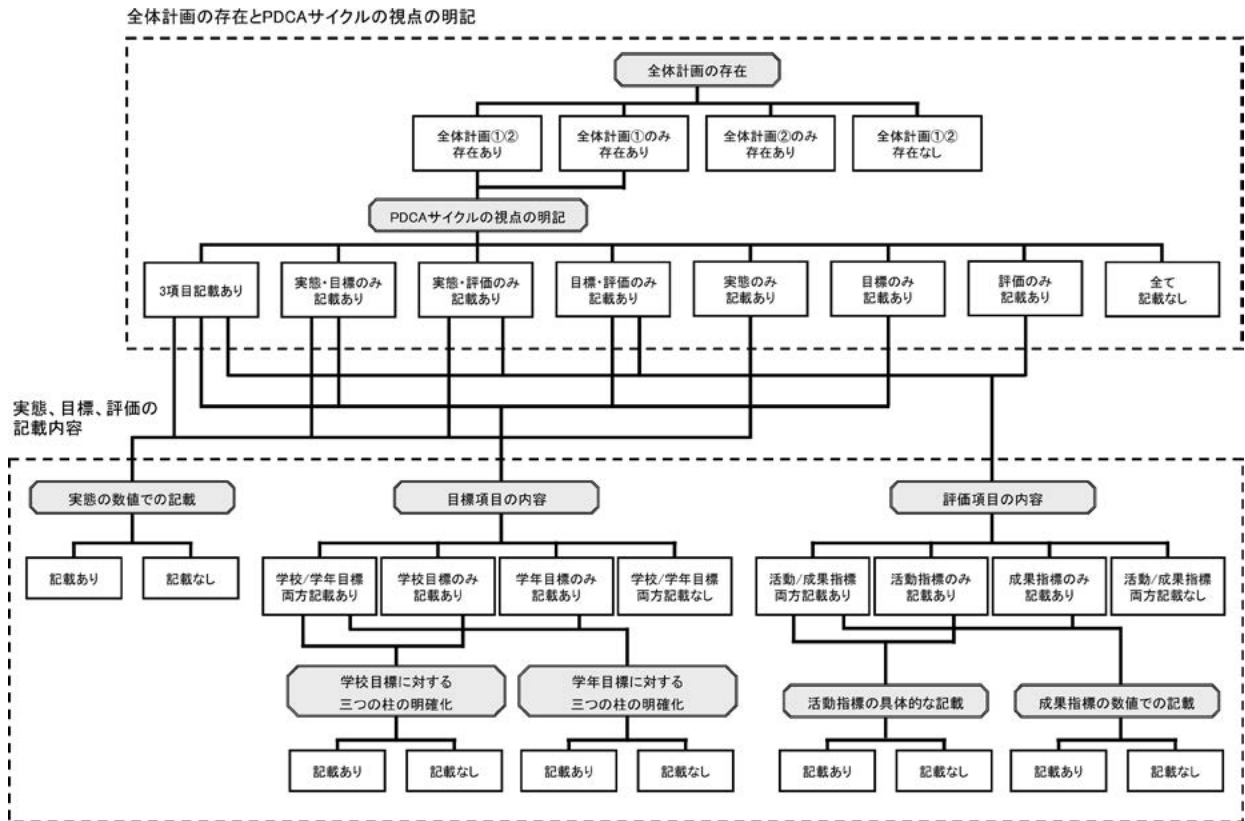 全体計画の存在とPDCAサイクルの視点の明記
全体計画の存在
全体計画①②
存在あり
全体計画①のみ
存在あり
全体計画②のみ
存在あり
全体計画①②
存在なし
PDCAサイクルの視点の明記
3項目記載あり
実態・目標のみ
記載あり
実態・評価のみ
記載あり
目標・評価のみ
記載あり
実態のみ
記載あり
目標のみ
記載あり
評価のみ
記載あり
全て
記載なし
実態、目標、評価の
記載内容
実態の数値での記載
目標項目の内容
評価項目の内容
記載あり
記載なし
学校/学年目標
両方記載あり
学校目標のみ
記載あり
学年目標のみ
記載あり
学校/学年目標
両方記載なし
活動/成果指標
両方記載あり
活動指標のみ
記載あり
成果指標のみ
記載あり
活動/成果指標
両方記載なし
学校目標に対する
三つの柱の明確化
学年目標に対する
三つの柱の明確化
活動指標の具体的な記載
成果指標の数値での記載
記載あり
記載なし
記載あり
記載なし
記載あり
記載なし
記載あり
記載なし